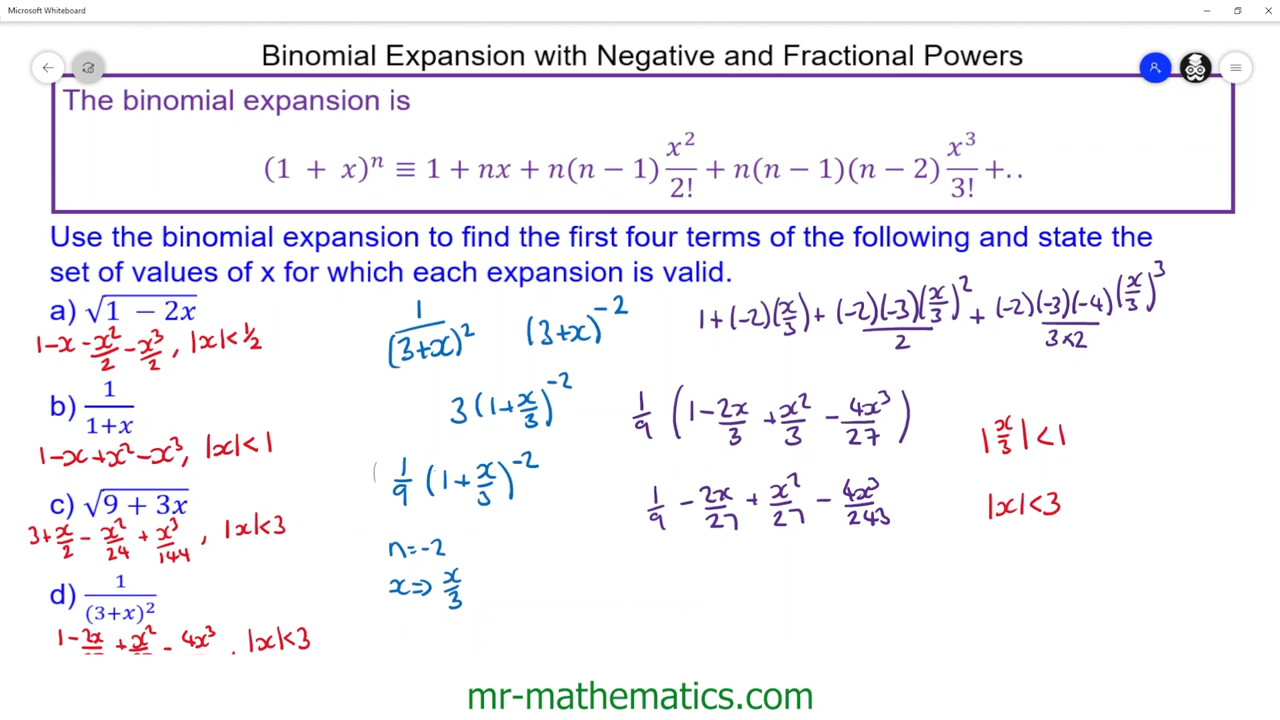 Microsoft Whiteboard
Binomial Expansion with Negative and Fractional Powers
The binomial expansion is
(1 + x)ⁿ ≡ 1 + nx + n(n − 1) x²/2! + n(n − 1)(n − 2) x³/3! +..
Use the binomial expansion to find the first four terms of the following and state the
set of values of x for which each expansion is valid.
a) √(1 − 2x)
1-x-x²/2-x³/2, |x|<1/2
b) 1/(1+x)
1-x+x²-x³, |x|<1
c) √(9 + 3x)
3+x/2-x²/24+x³/144, |x|<3
d) 1/(3+x)²
1-2x +x² - 4x³, |x|<3
1/(3+x)² (3+x)⁻²
3(1+x/3)⁻²
1/9 (1+x/3)⁻²
n=-2
x⇒x/3
1+(-2)(x/3)+(-2)(-3)(x/3)²/2 + (-2)(-3)(-4)(x/3)³/3×2
1/9 (1-2x/3+x²/3-4x³/27)
1/9 - 2x/27 + x²/27 - 4x³/243
|x/3|<1
|x|<3
mr-mathematics.com